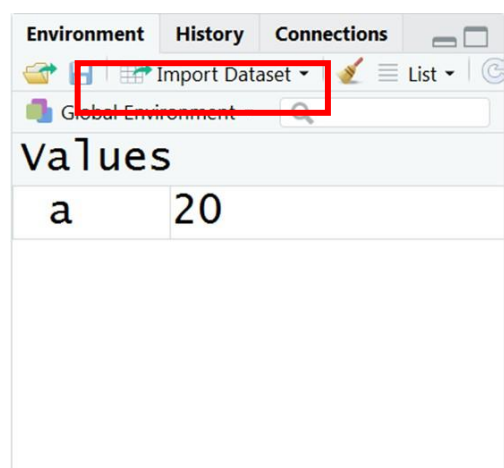 Environment History Connections
Import Dataset List
Global Environment
Values
a 20